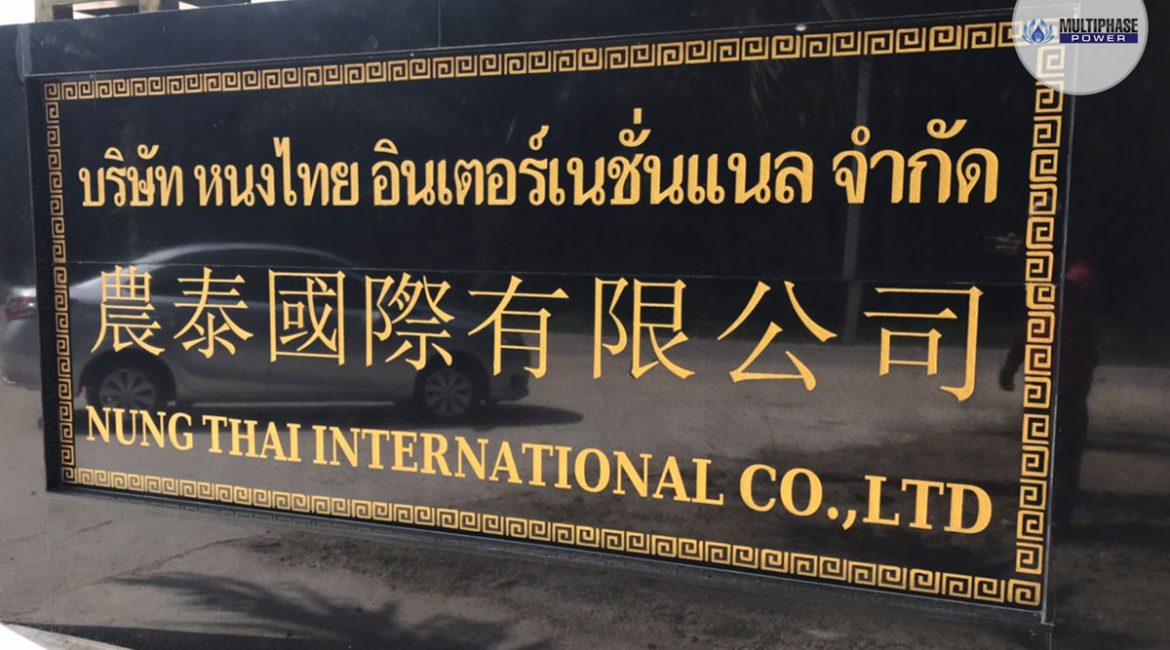 MULTIPHASE
POWER
บริษัท หนงไทย อินเตอร์เนชั่นแนล จำกัด
農泰國際有限公司
NUNG THAI INTERNATIONAL CO.,LTD